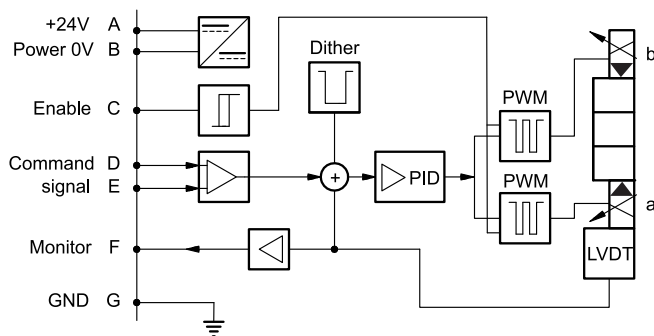 +24V A
Power 0V B
Dither
b
Enable C
PWM
Command D
signal E
PID
PWM
a
Monitor F
LVDT
GND G